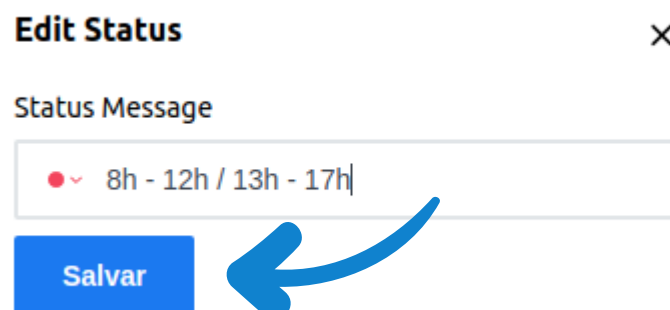 Edit Status
Status Message
8h - 12h / 13h - 17h
Salvar